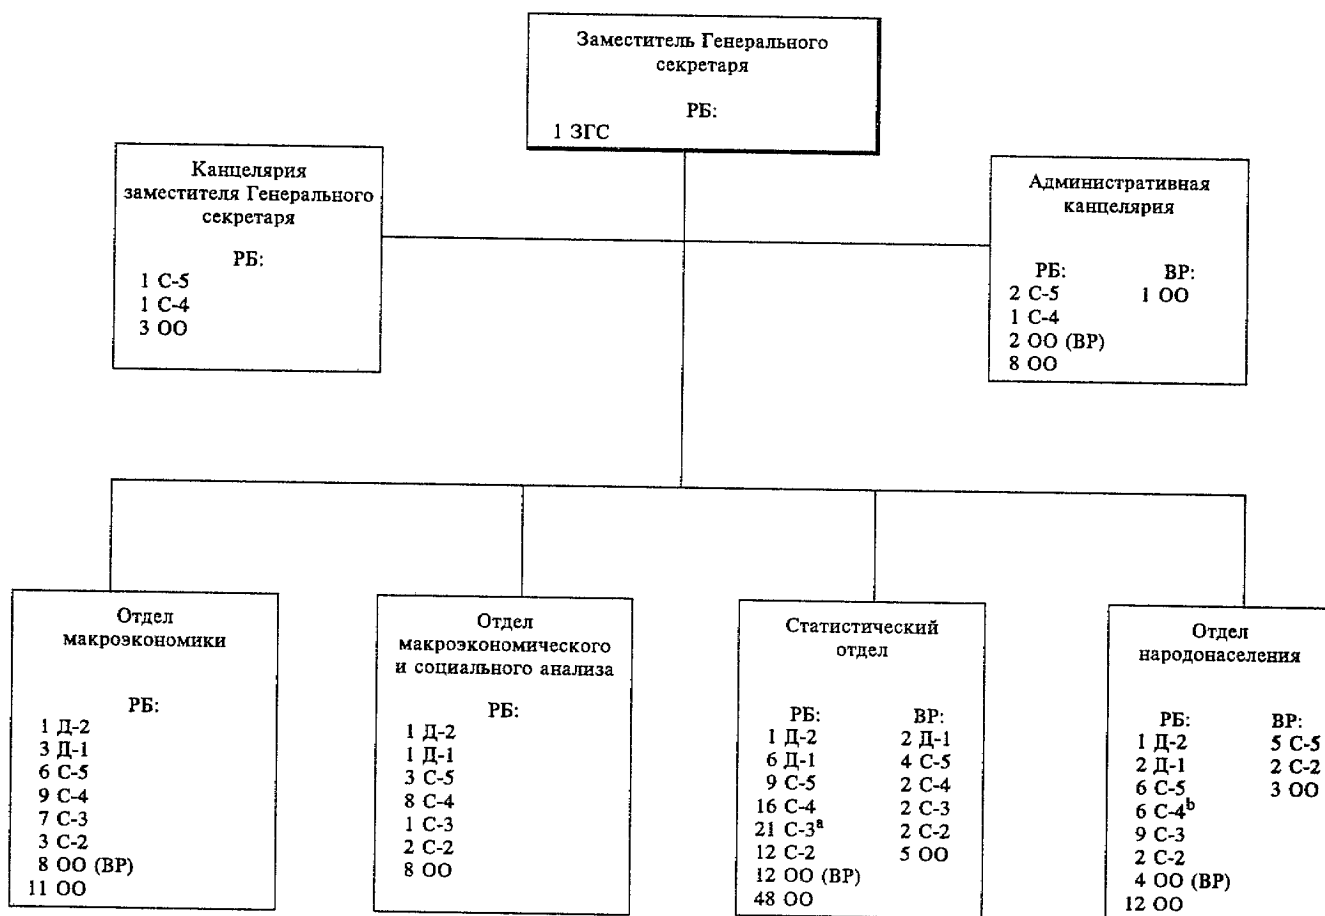 Заместитель Генерального
секретаря
РБ:
1 ЗГС
Канцелярия
заместителя Генерального
секретаря
РБ:
1 С-5
1 С-4
3 ОО
Административная
канцелярия
РБ: ВР:
2 С-5 1 ОО
1 С-4
2 ОО (ВР)
8 ОО
Отдел
макроэкономики
РБ:
1 Д-2
3 Д-1
6 С-5
9 С-4
7 С-3
3 С-2
8 ОО (ВР)
11 ОО
Отдел
макроэкономического
и социального анализа
РБ:
1 Д-2
1 Д-1
3 С-5
8 С-4
1 С-3
2 С-2
8 ОО
Статистический
отдел
РБ: ВР:
1 Д-2 2 Д-1
6 Д-1 4 С-5
9 С-5 2 С-4
16 С-4 2 С-3
21 С-3ª 2 С-2
12 С-2 5 ОО
12 ОО (ВР)
48 ОО
Отдел
народонаселения
РБ: ВР:
1 Д-2 5 С-5
2 Д-1 2 С-2
6 С-5 3 ОО
6 С-4ᵇ
9 С-3
2 С-2
4 ОО (ВР)
12 ОО